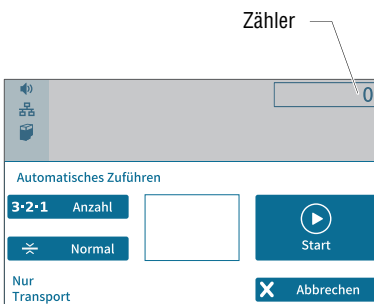 Zähler
0
Automatisches Zuführen
3·2·1 Anzahl
Normal
Start
Nur
Transport
Abbrechen